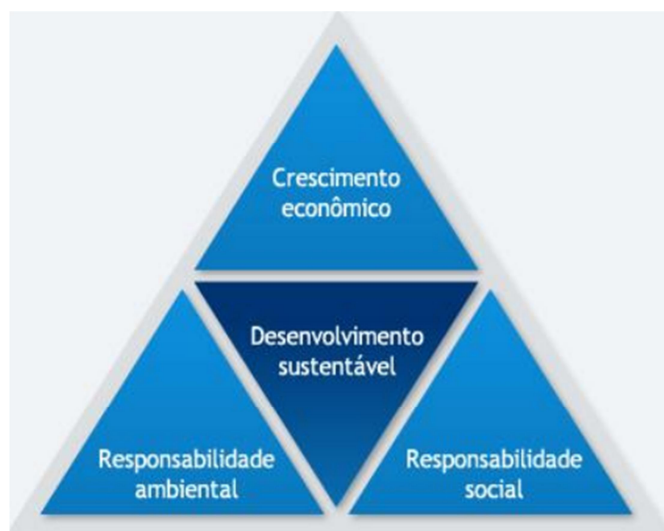 Crescimento
econômico
Desenvolvimento
sustentável
Responsabilidade
ambiental
Responsabilidade
social